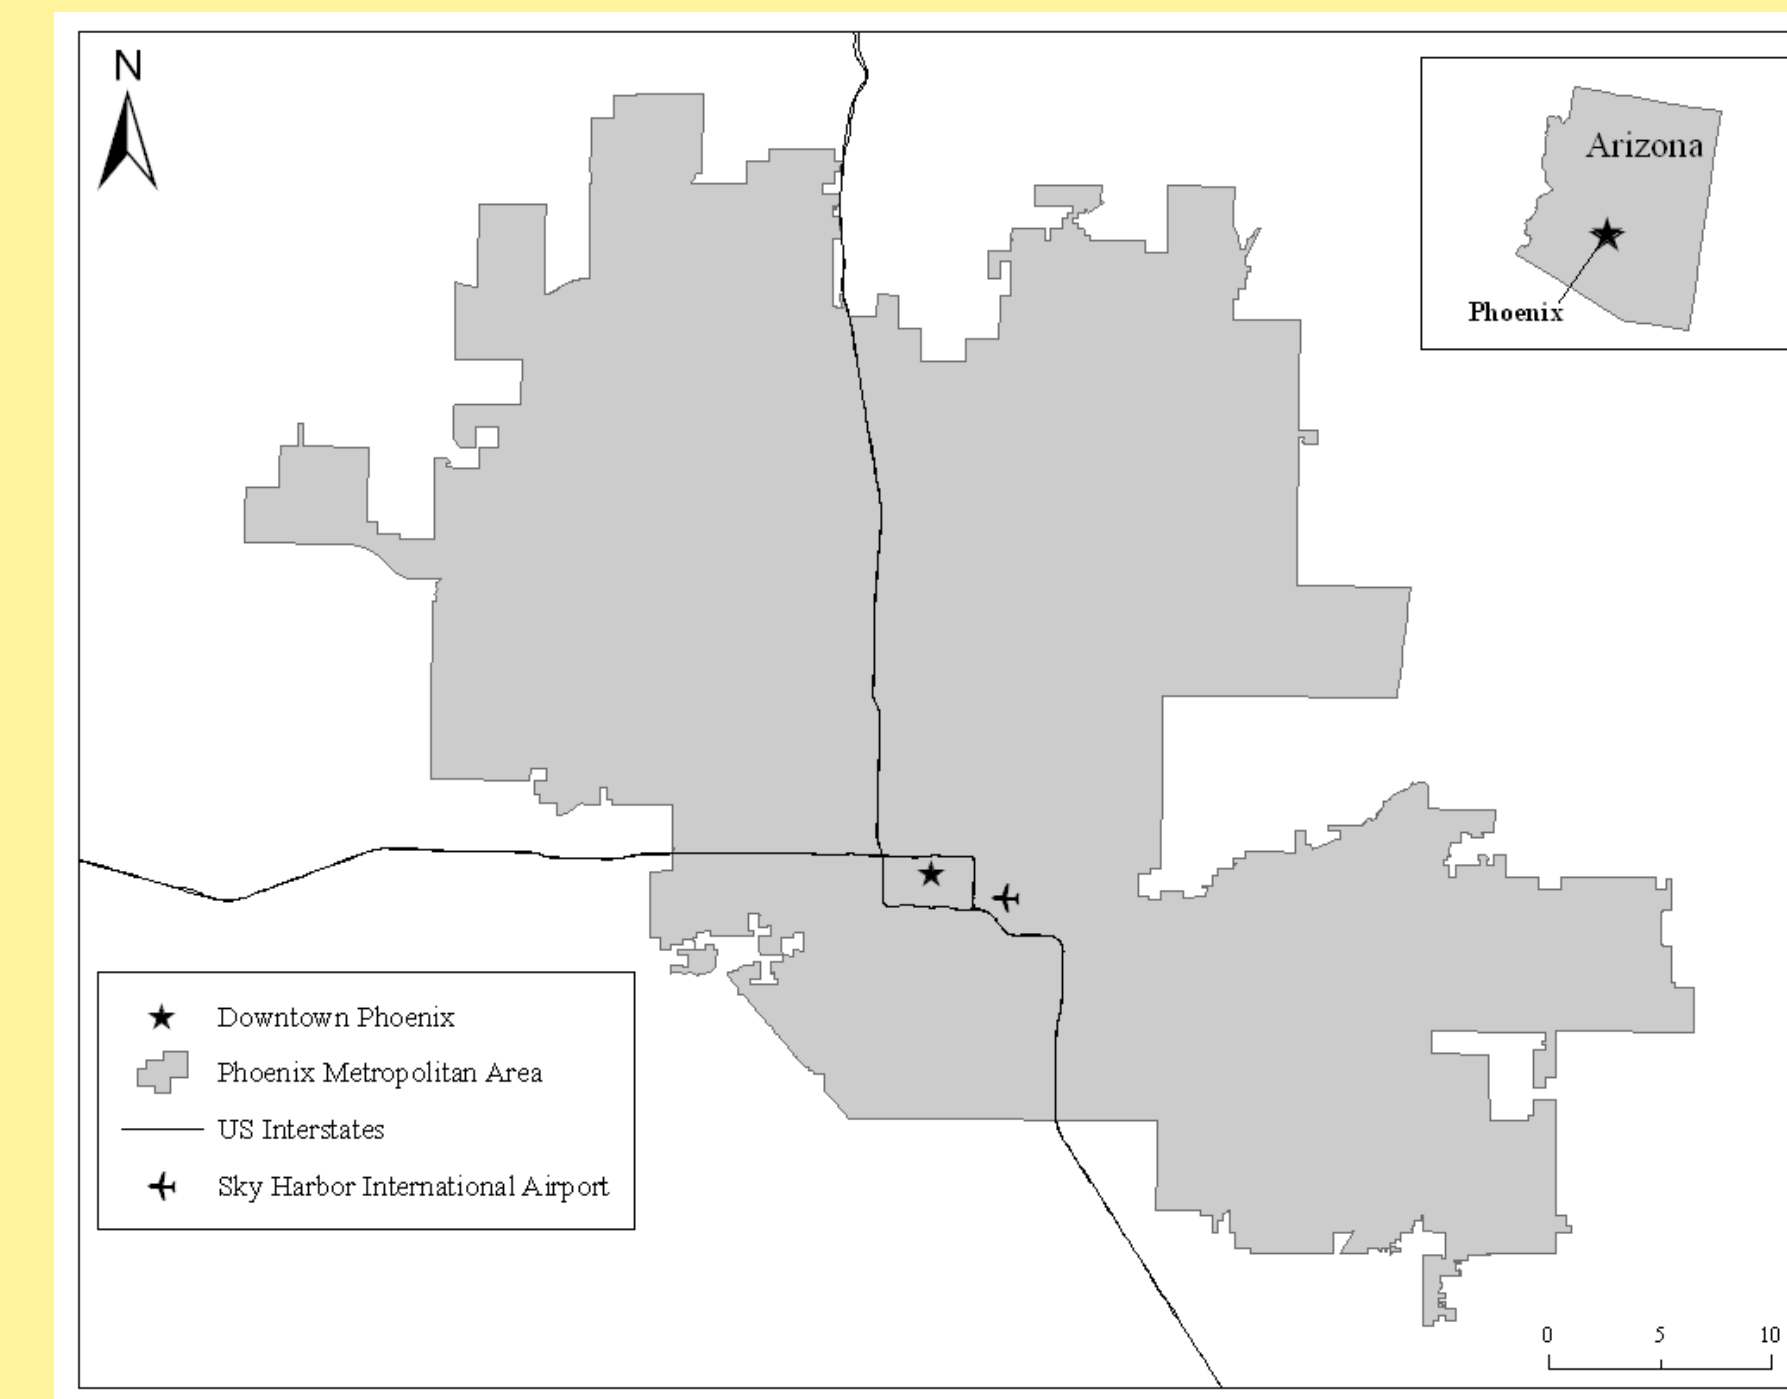 N
Arizona
Phoenix
Downtown Phoenix
Phoenix Metropolitan Area
US Interstates
Sky Harbor International Airport
0 5 10